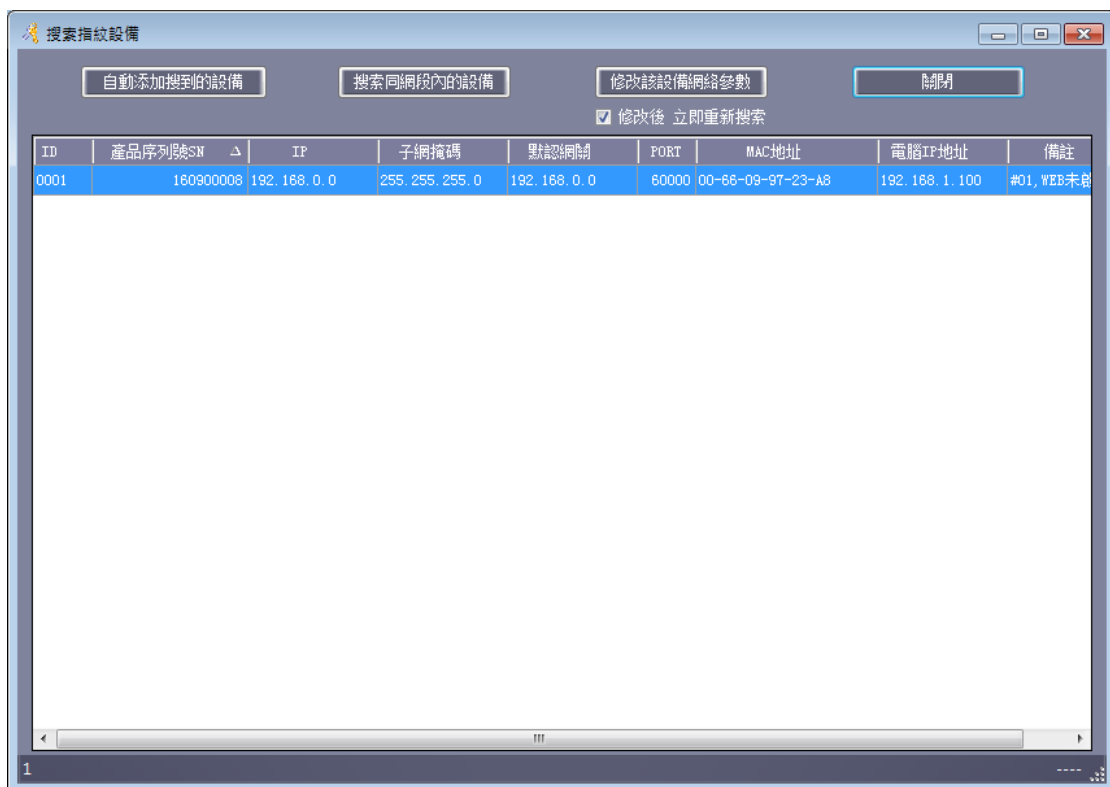 搜索指紋設備
自動添加搜到的設備 搜索同網段內的設備 修改該設備網絡參數 關閉
修改後 立即重新搜索
ID 產品序列號SN IP 子網掩碼 默認網關 PORT MAC地址 電腦IP地址 備註
0001 160900008 192.168.0.0 255.255.255.0 192.168.0.0 60000 00-66-09-97-23-A8 192.168.1.100 #01,WEB未啟
1 ----